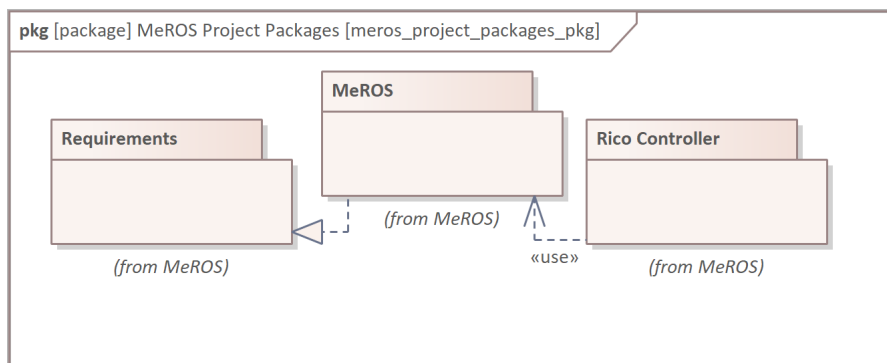 pkg [package] MeROS Project Packages [meros_project_packages_pkg]
MeROS
Requirements
Rico Controller
(from MeROS)
«use»
(from MeROS)
(from MeROS)